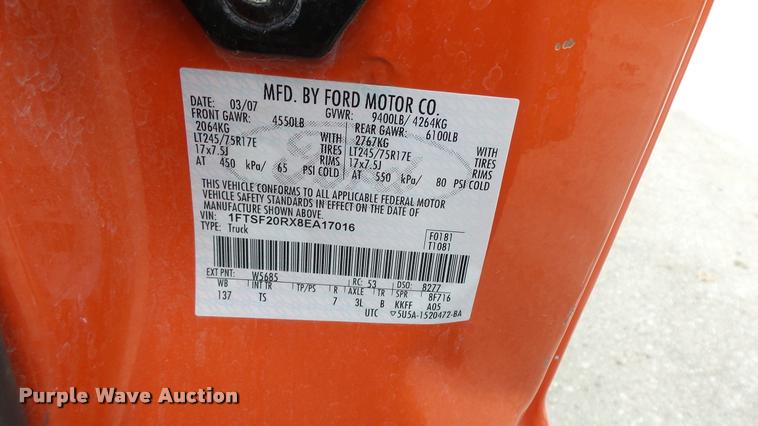 MFD. BY FORD MOTOR CO.
DATE: 03/07 GVWR: 9400LB/ 4264KG
FRONT GAWR: 4550LB REAR GAWR: 6100LB
2064KG WITH 2767KG WITH
LT245/75R17E TIRES LT245/75R17E TIRES
17x7.5J RIMS 17x7.5J RIMS
AT 450 kPa/ 65 PSI COLD AT 550 kPa/ 80 PSI COLD
THIS VEHICLE CONFORMS TO ALL APPLICABLE FEDERAL MOTOR
VEHICLE SAFETY STANDARDS IN EFFECT ON THE DATE OF
MANUFACTURE SHOWN ABOVE.
VIN: 1FTSF20RX8EA17016 F0181
TYPE: Truck T1081
EXT PNT: W5685 RC: 53 DSO: 8277
WB INT TR TP/PS R AXLE TR SPR 8F716
137 TS 7 3L B KKFF A05
UTC ▽5U5A-1520472-BA
Purple Wave Auction